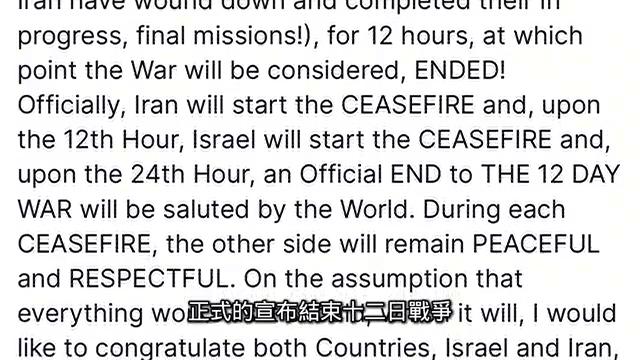 Iran have wound down and completed their in
progress, final missions!), for 12 hours, at which
point the War will be considered, ENDED!
Officially, Iran will start the CEASEFIRE and, upon
the 12th Hour, Israel will start the CEASEFIRE and,
upon the 24th Hour, an Official END to THE 12 DAY
WAR will be saluted by the World. During each
CEASEFIRE, the other side will remain PEACEFUL
and RESPECTFUL. On the assumption that
everything it will, I would
正式的宣布結束十二日戰爭
like to congratulate both Countries, Israel and Iran,